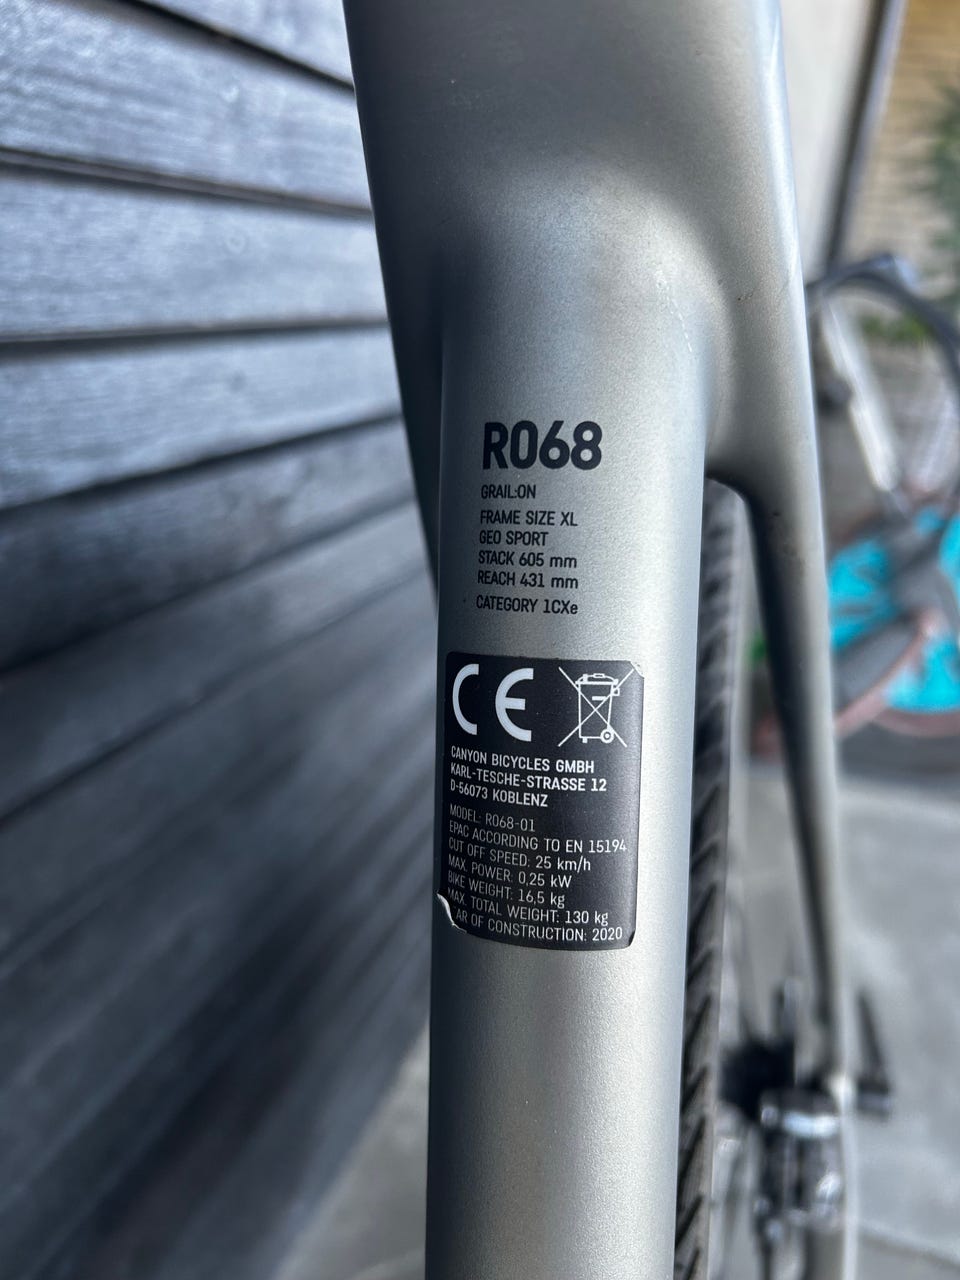 R068
GRAIL:ON
FRAME SIZE XL
GEO SPORT
STACK 605 mm
REACH 431 mm
CATEGORY 1CXe
CE
CANYON BICYCLES GMBH
KARL-TESCHE-STRASSE 12
D-56073 KOBLENZ
MODEL: R068-01
EPAC ACCORDING TO EN 15194
CUT OFF SPEED: 25 km/h
MAX. POWER: 0,25 kW
BIKE WEIGHT: 16,5 kg
MAX. TOTAL WEIGHT: 130 kg
AR OF CONSTRUCTION: 2020